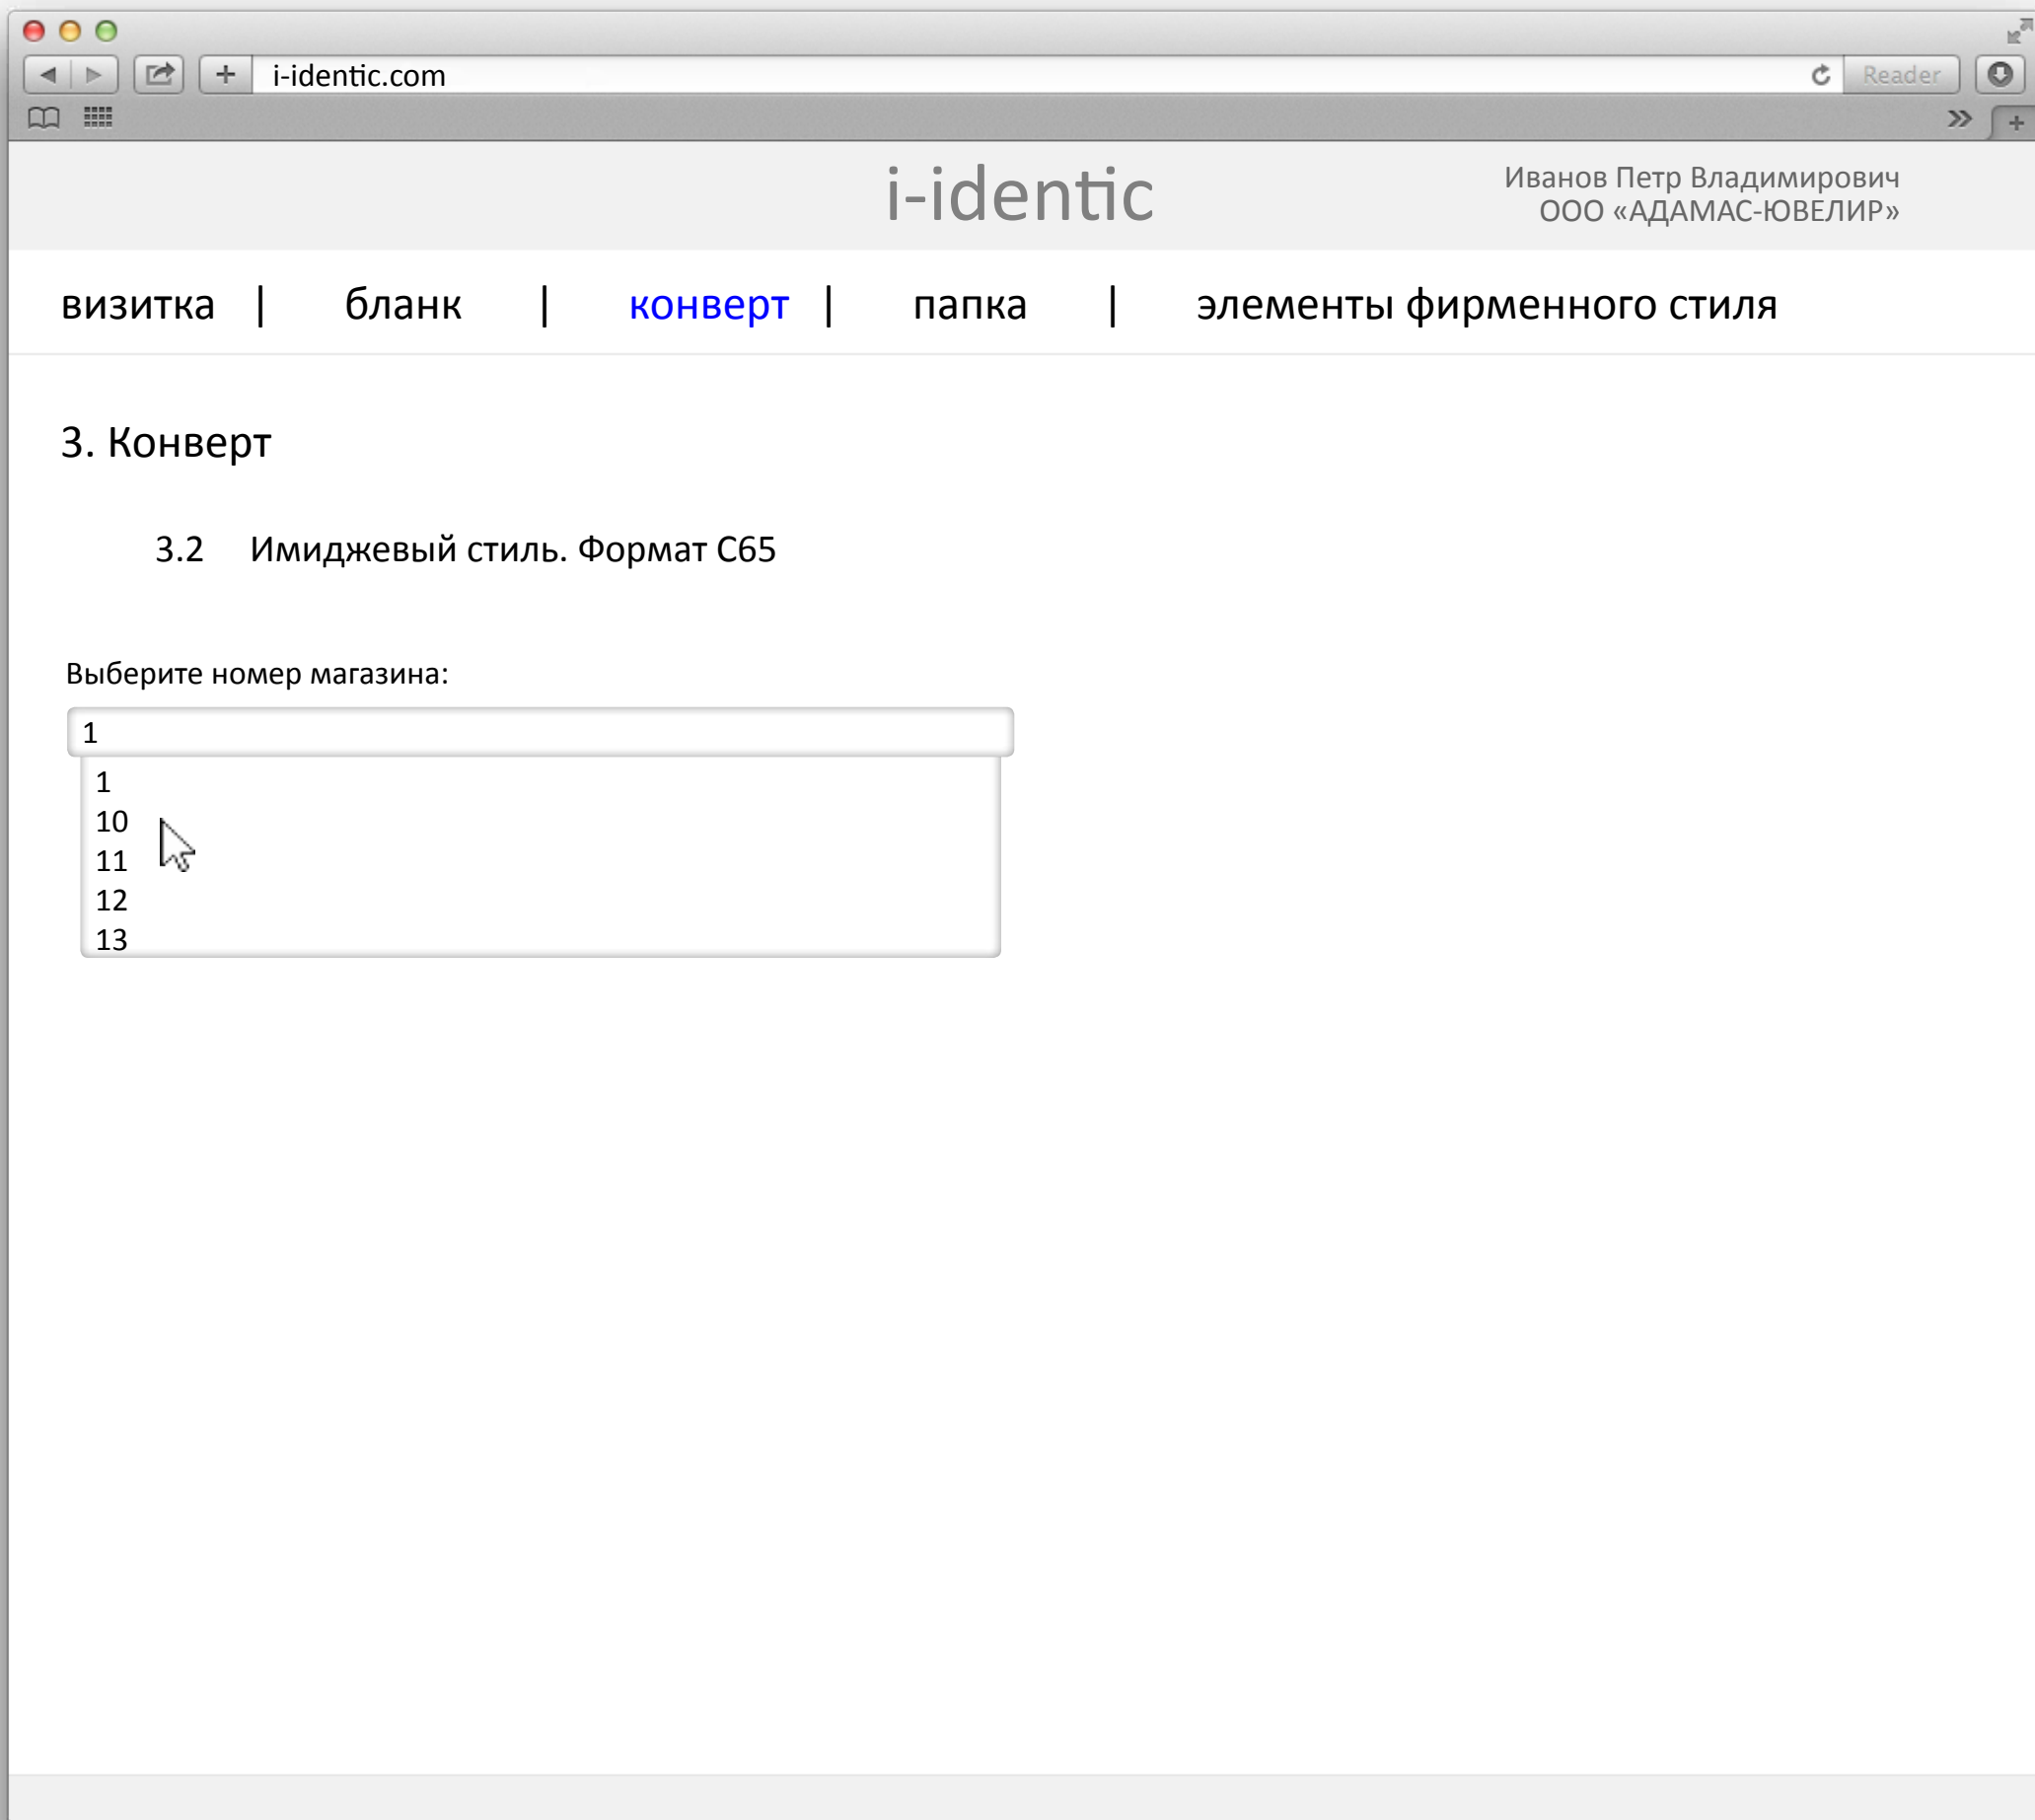 i-identic.com
Reader
i-identic
Иванов Петр Владимирович
ООО «АДАМАС-ЮВЕЛИР»
визитка | бланк | конверт | папка | элементы фирменного стиля
3. Конверт
3.2 Имиджевый стиль. Формат С65
Выберите номер магазина:
1
1
10
11
12
13